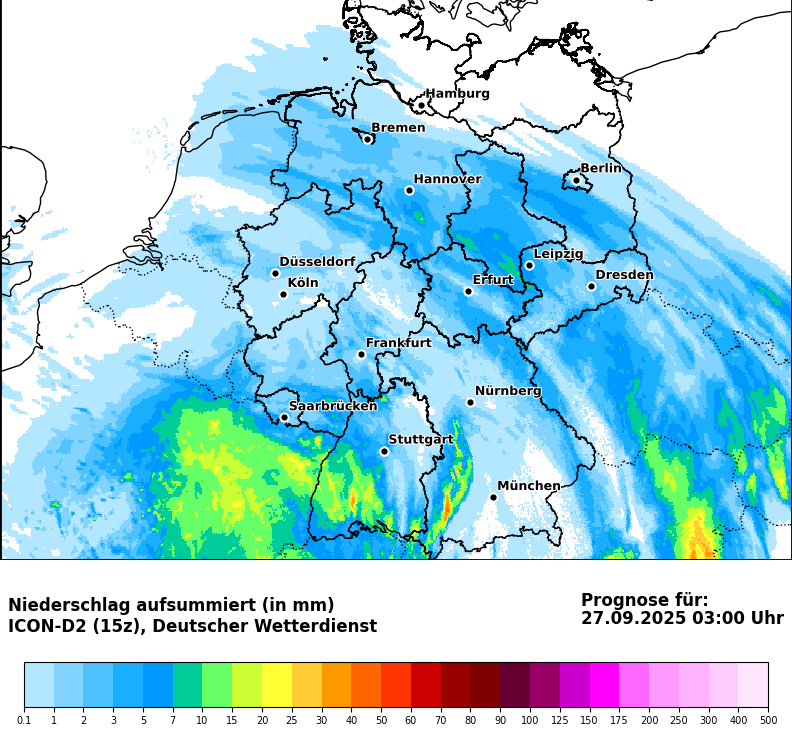 Hamburg
Bremen
Berlin
Hannover
Düsseldorf
Leipzig
Köln
Erfurt
Dresden
Frankfurt
Nürnberg
Saarbrücken
Stuttgart
München
Niederschlag aufsummiert (in mm)
ICON-D2 (15z), Deutscher Wetterdienst
Prognose für:
27.09.2025 03:00 Uhr
0.1 1 2 3 5 7 10 15 20 25 30 40 50 60 70 80 90 100 125 150 175 200 250 300 400 500